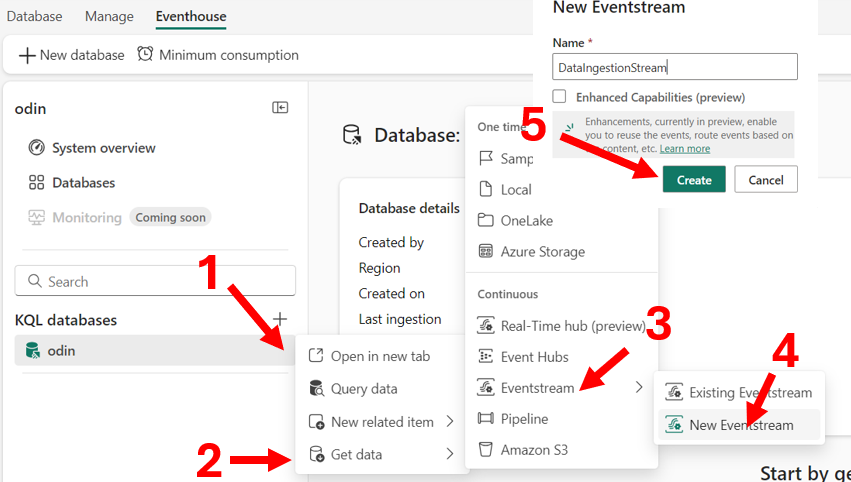 Database Manage Eventhouse
New database Minimum consumption
odin
System overview
Databases
Monitoring Coming soon
Search
KQL databases
odin
1
Open in new tab
Query data
New related item
Get data
2
Database:
Database details
Created by
Region
Created on
Last ingestion
One time
Samp
Local
OneLake
Azure Storage
Continuous
Real-Time hub (preview)
Event Hubs
Eventstream
Pipeline
Amazon S3
3
4
Existing Eventstream
New Eventstream
New Eventstream
Name *
DataIngestionStream
Enhanced Capabilities (preview)
Enhancements, currently in preview, enable
you to reuse the events, route events based on
content, etc. Learn more
5
Create Cancel
Start by ge